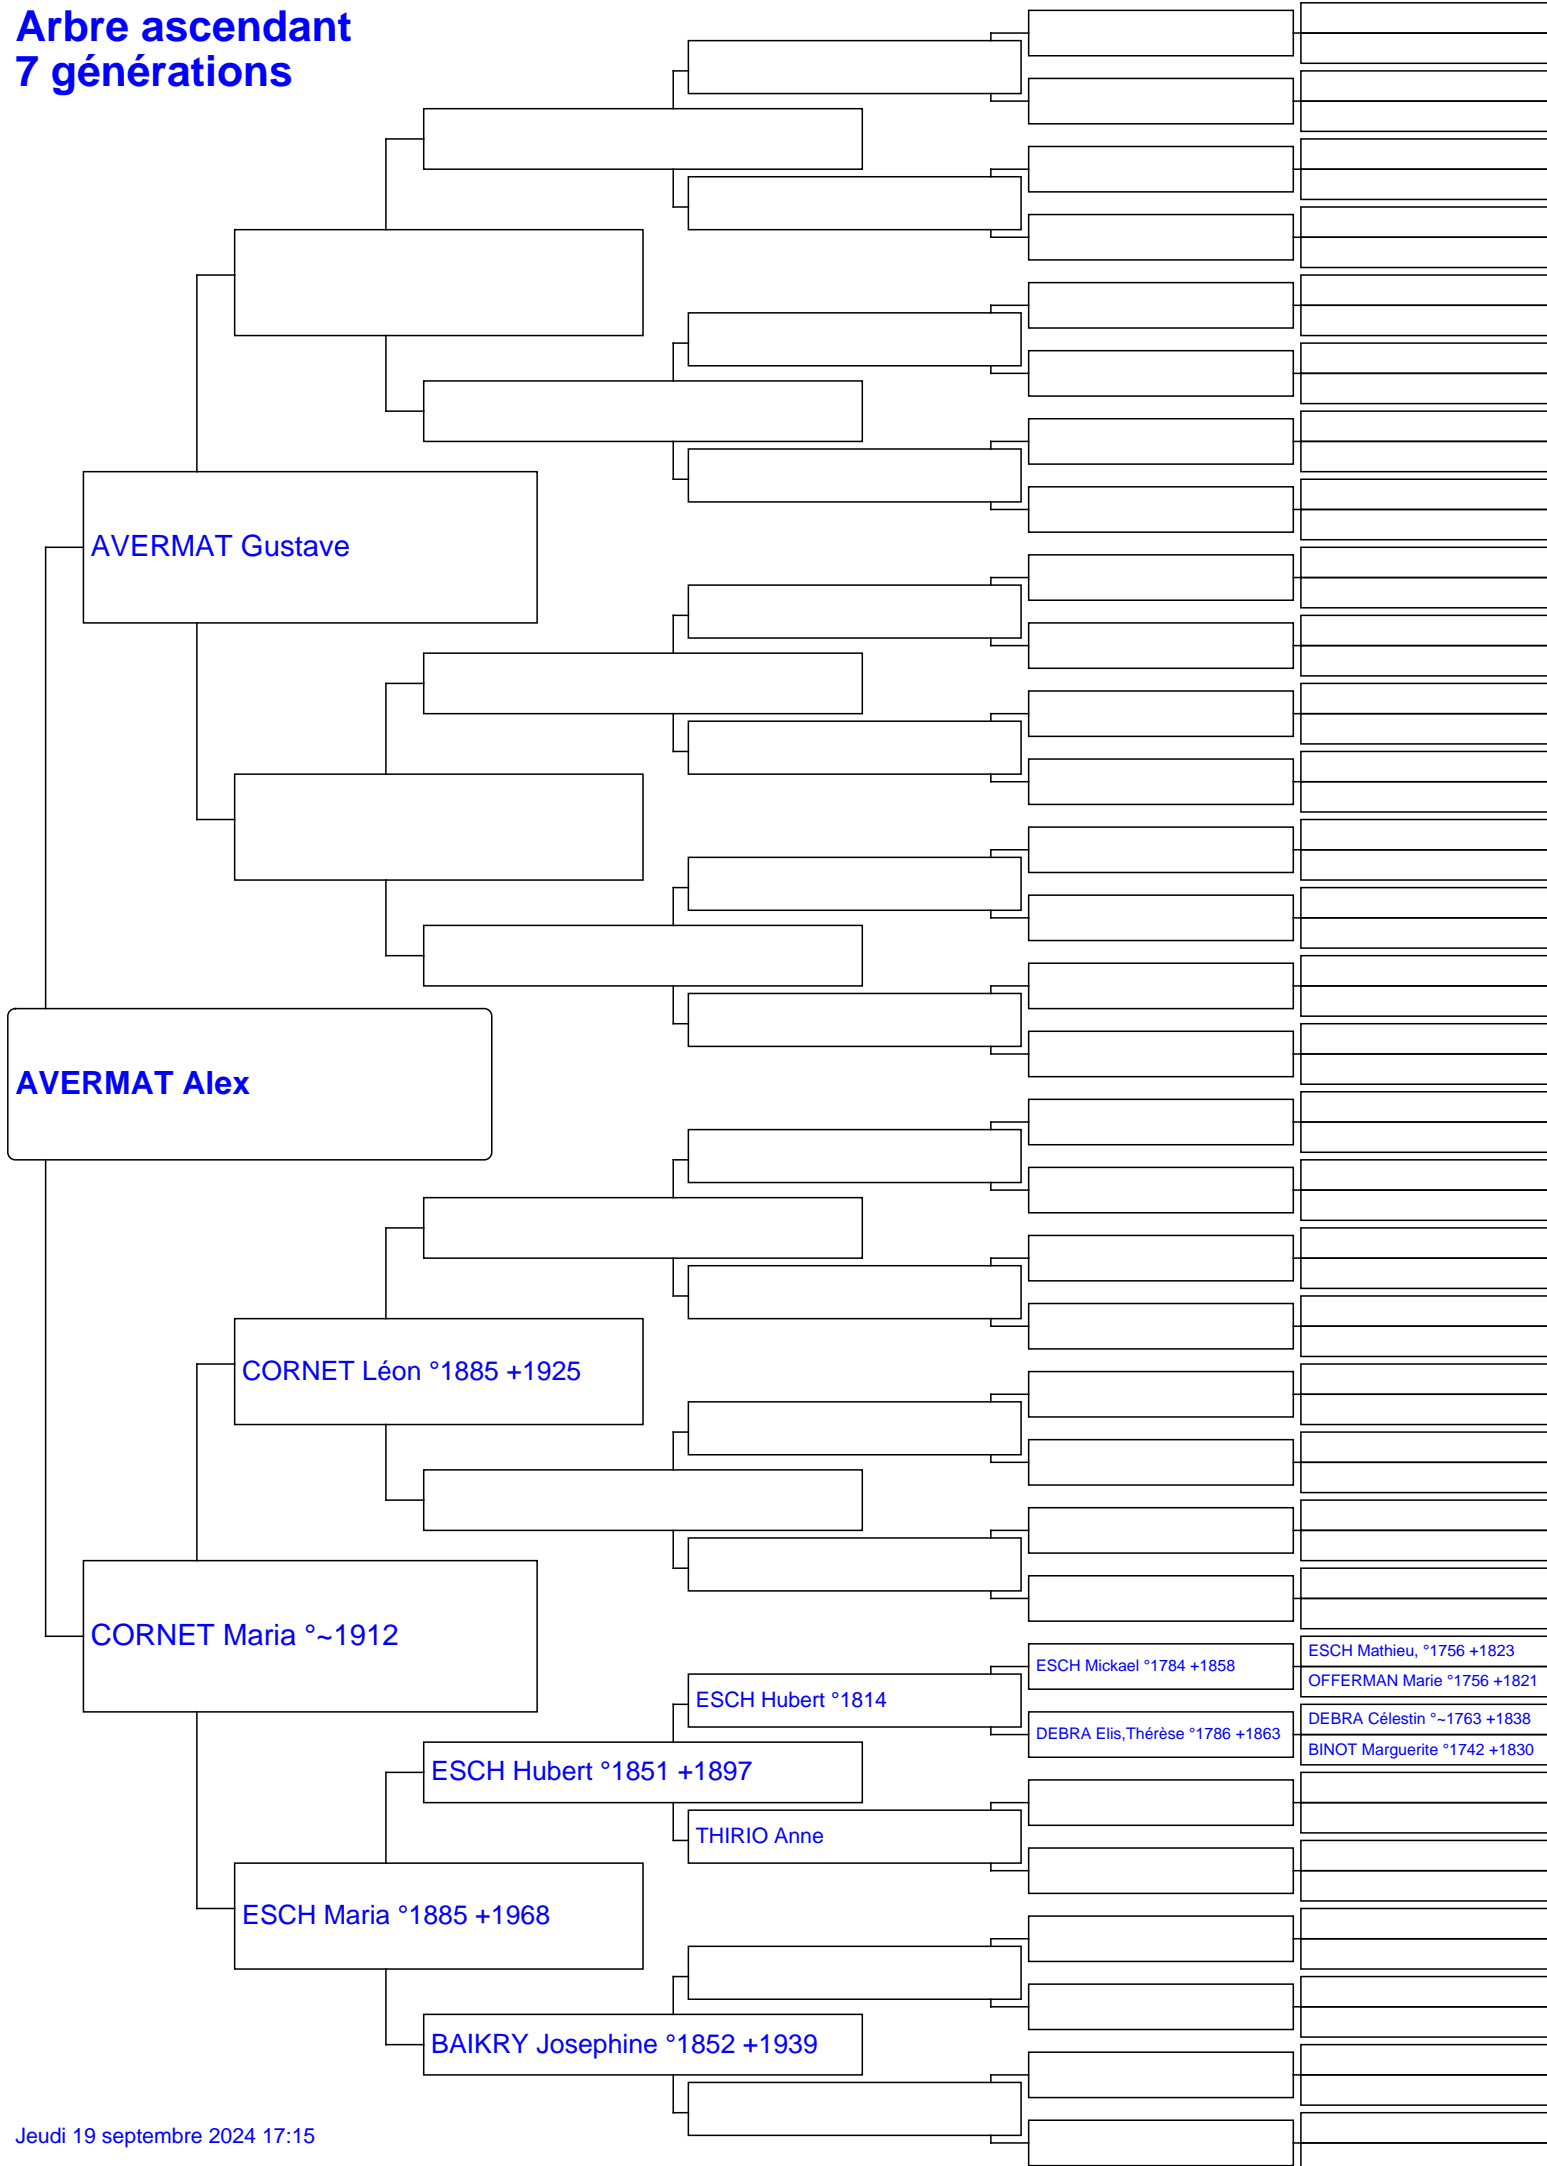 Arbre ascendant
7 générations
AVERMAT Gustave
AVERMAT Alex
CORNET Léon °1885 +1925
CORNET Maria °~1912
ESCH Mathieu, °1756 +1823
ESCH Mickael °1784 +1858
OFFERMAN Marie °1756 +1821
ESCH Hubert °1814
DEBRA Célestin °~1763 +1838
DEBRA Elis,Thérèse °1786 +1863
BINOT Marguerite °1742 +1830
ESCH Hubert °1851 +1897
THIRIO Anne
ESCH Maria °1885 +1968
BAIKRY Josephine °1852 +1939
Jeudi 19 septembre 2024 17:15